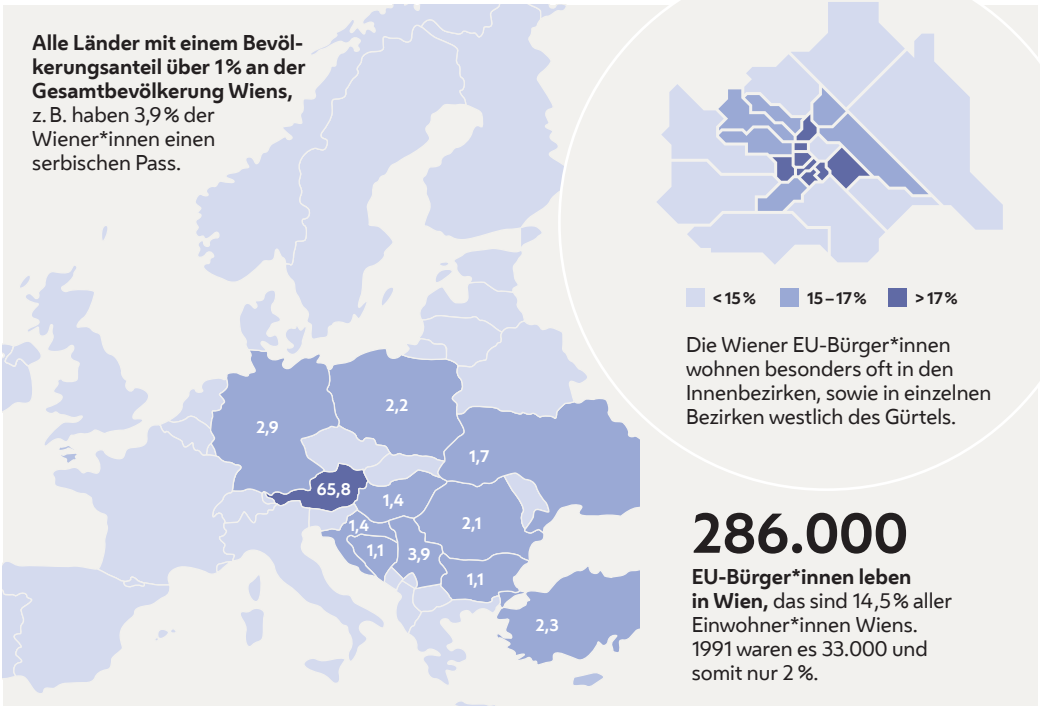 Alle Länder mit einem Bevöl-
kerungsanteil über 1% an der
Gesamtbevölkerung Wiens,
z. B. haben 3,9% der
Wiener*innen einen
serbischen Pass.
2,9
2,2
1,7
65,8
1,4
1,4
2,1
1,1
3,9
1,1
2,3
<15%
15–17%
>17%
Die Wiener EU-Bürger*innen
wohnen besonders oft in den
Innenbezirken, sowie in einzelnen
Bezirken westlich des Gürtels.
286.000
EU-Bürger*innen leben
in Wien, das sind 14,5% aller
Einwohner*innen Wiens.
1991 waren es 33.000 und
somit nur 2 %.